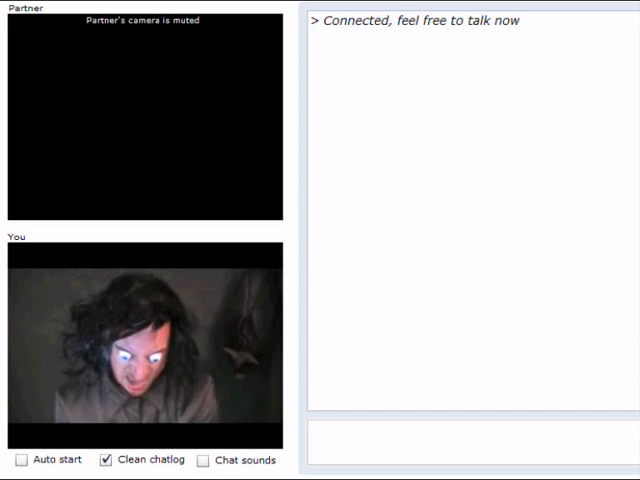 Partner
Partner's camera is muted
> Connected, feel free to talk now
You
Auto start
Clean chatlog
Chat sounds